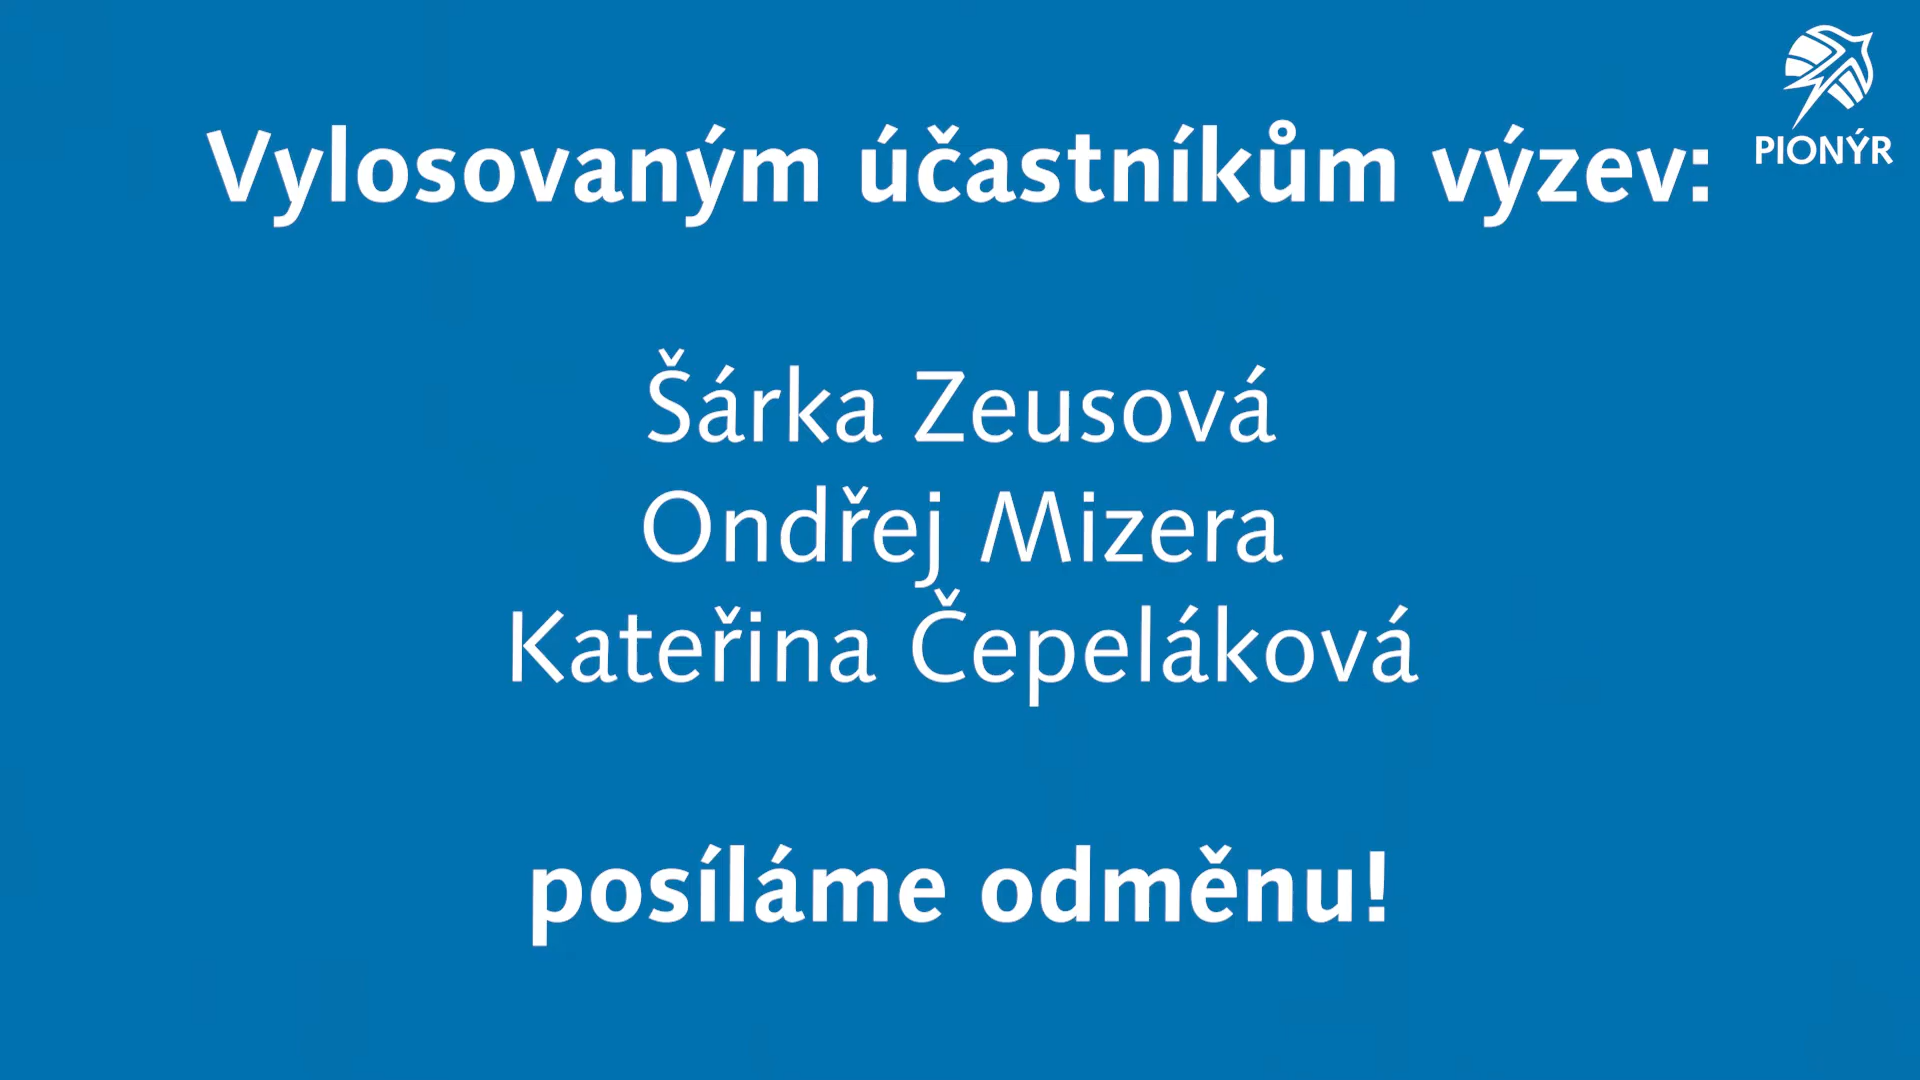 PIONÝR
Vylosovaným účastníkům výzev:
Šárka Zeusová
Ondřej Mizera
Kateřina Čepeláková
posíláme odměnu!